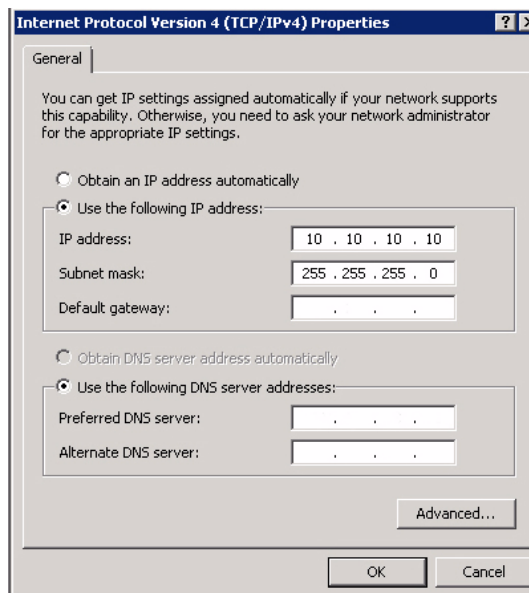 Internet Protocol Version 4 (TCP/IPv4) Properties
General
You can get IP settings assigned automatically if your network supports
this capability. Otherwise, you need to ask your network administrator
for the appropriate IP settings.
Obtain an IP address automatically
Use the following IP address:
IP address: 10 . 10 . 10 . 10
Subnet mask: 255 . 255 . 255 . 0
Default gateway: . . .
Obtain DNS server address automatically
Use the following DNS server addresses:
Preferred DNS server: . . .
Alternate DNS server: . . .
Advanced...
OK Cancel